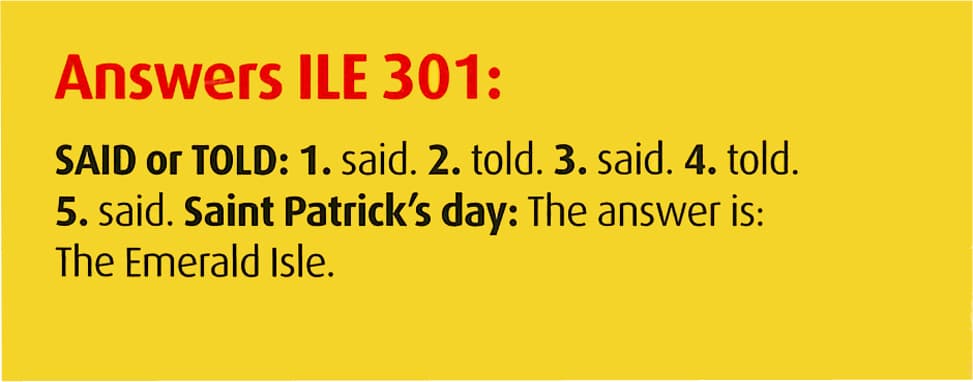 Answers ILE 301:
SAID or TOLD: 1. said. 2. told. 3. said. 4. told.
5. said. Saint Patrick’s day: The answer is:
The Emerald Isle.